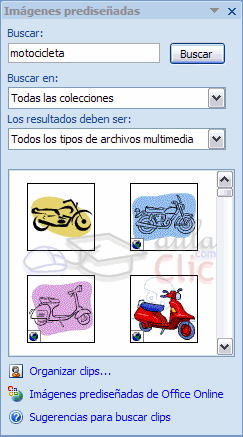 Imágenes prediseñadas
Buscar:
motocicleta
Buscar
Buscar en:
Todas las colecciones
Los resultados deben ser:
Todos los tipos de archivos multimedia
aula
Clic
Organizar clips...
Imágenes prediseñadas de Office Online
Sugerencias para buscar clips